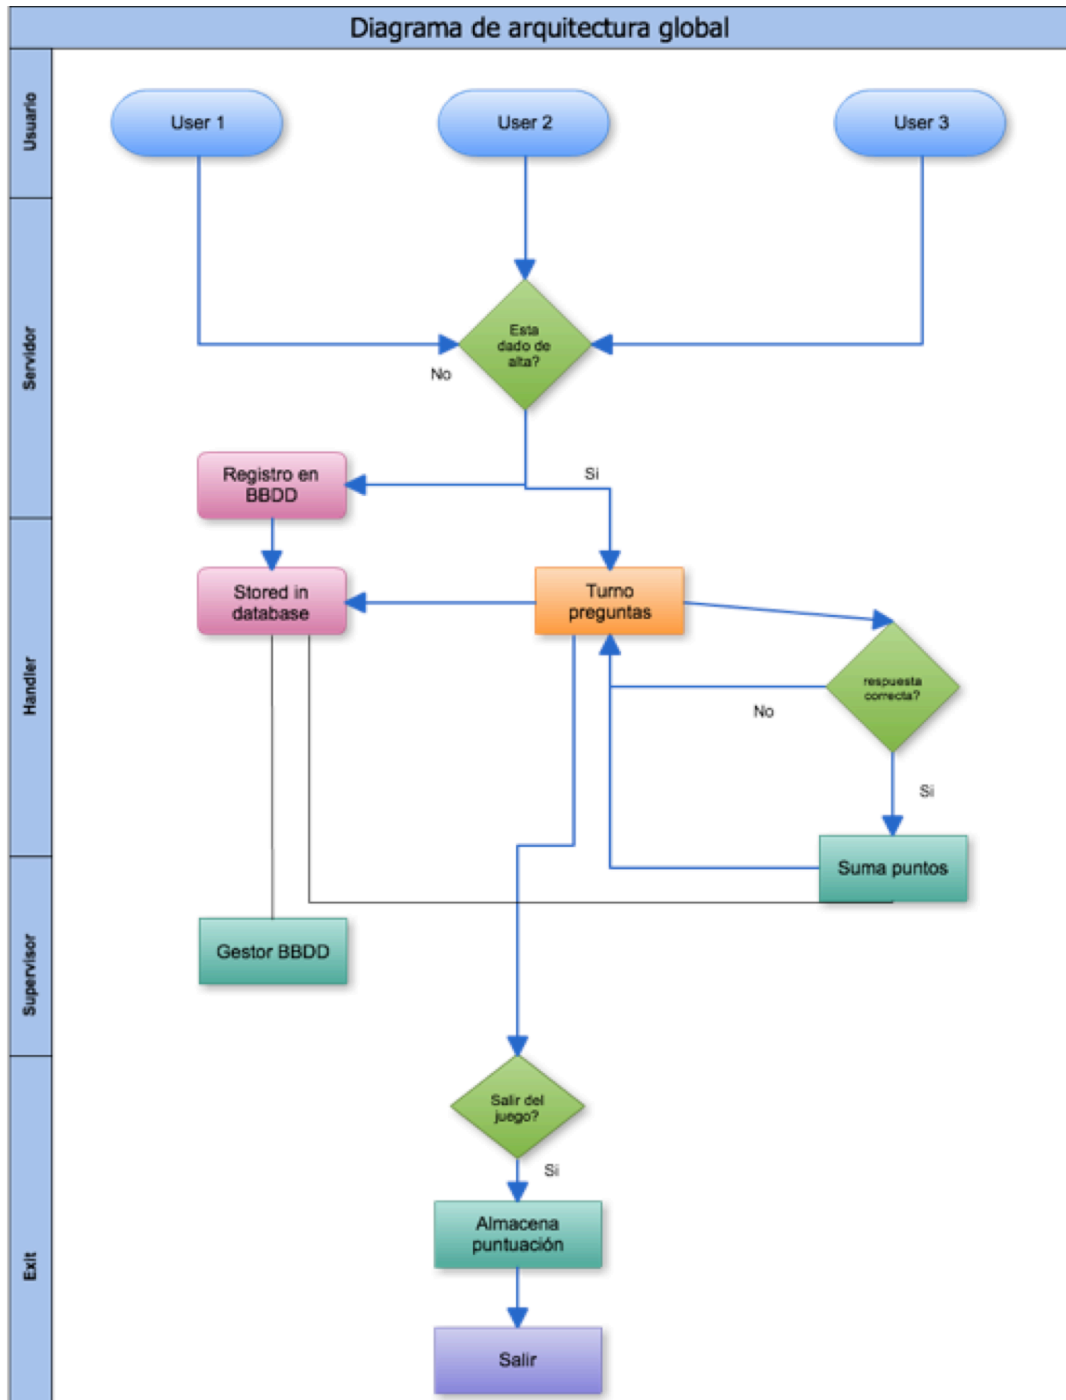 Diagrama de arquitectura global
Usuario
User 1
User 2
User 3
Servidor
Esta
dado de
alta?
No
Registro en
BBDD
Si
Handler
Stored in
database
Turno
preguntas
respuesta
correcta?
No
Si
Suma puntos
Supervisor
Gestor BBDD
Exit
Salir del
juego?
Si
Almacena
puntuación
Salir